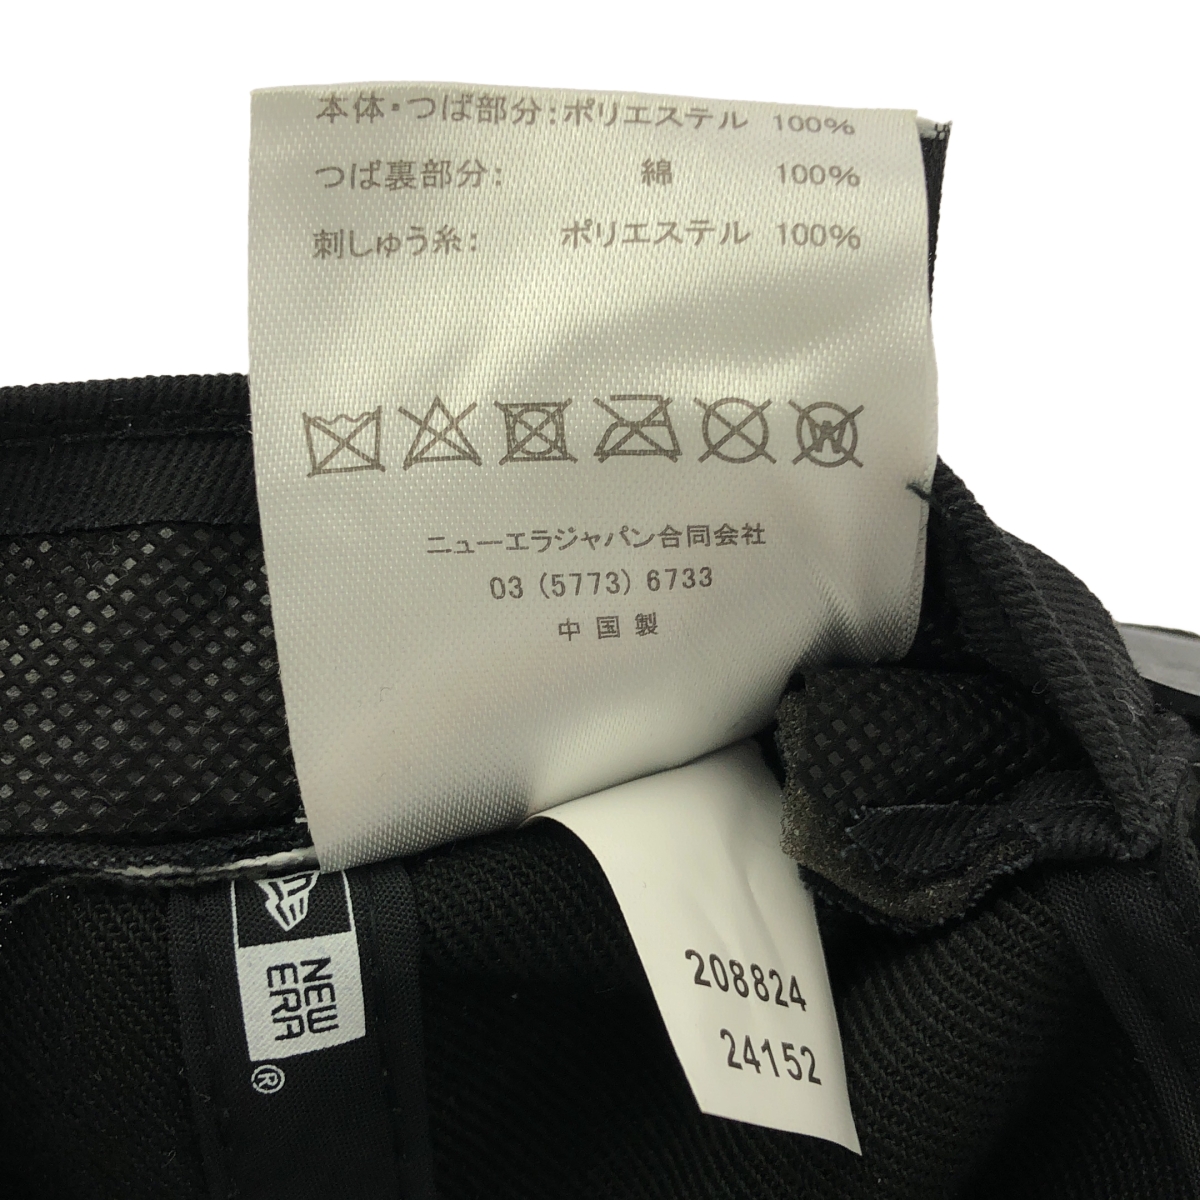 本体・つば部分：ポリエステル 100%
つば裏部分： 綿 100%
刺しゅう糸： ポリエステル 100%
W
ニューエラジャパン合同会社
03 (5773) 6733
中国製
NEW
ERA
®
208824
24152